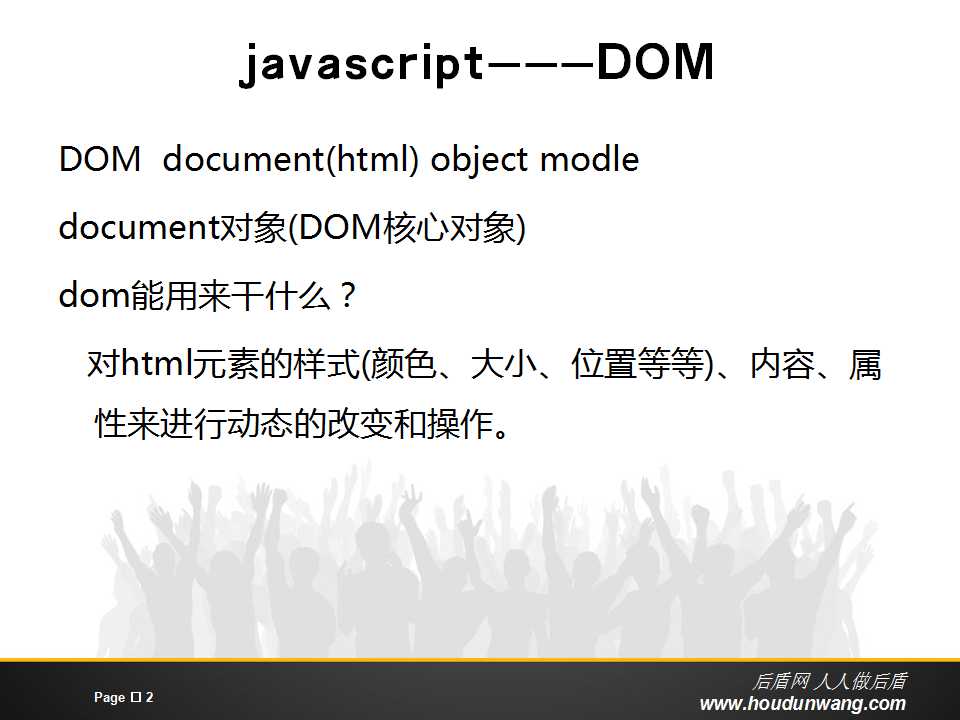 javascript———DOM
DOM  document(html) object modle
document对象(DOM核心对象)
dom能用来干什么？
对html元素的样式(颜色、大小、位置等等)、内容、属
性来进行动态的改变和操作。
后盾网 人人做后盾
Page □ 2
www.houdunwang.com